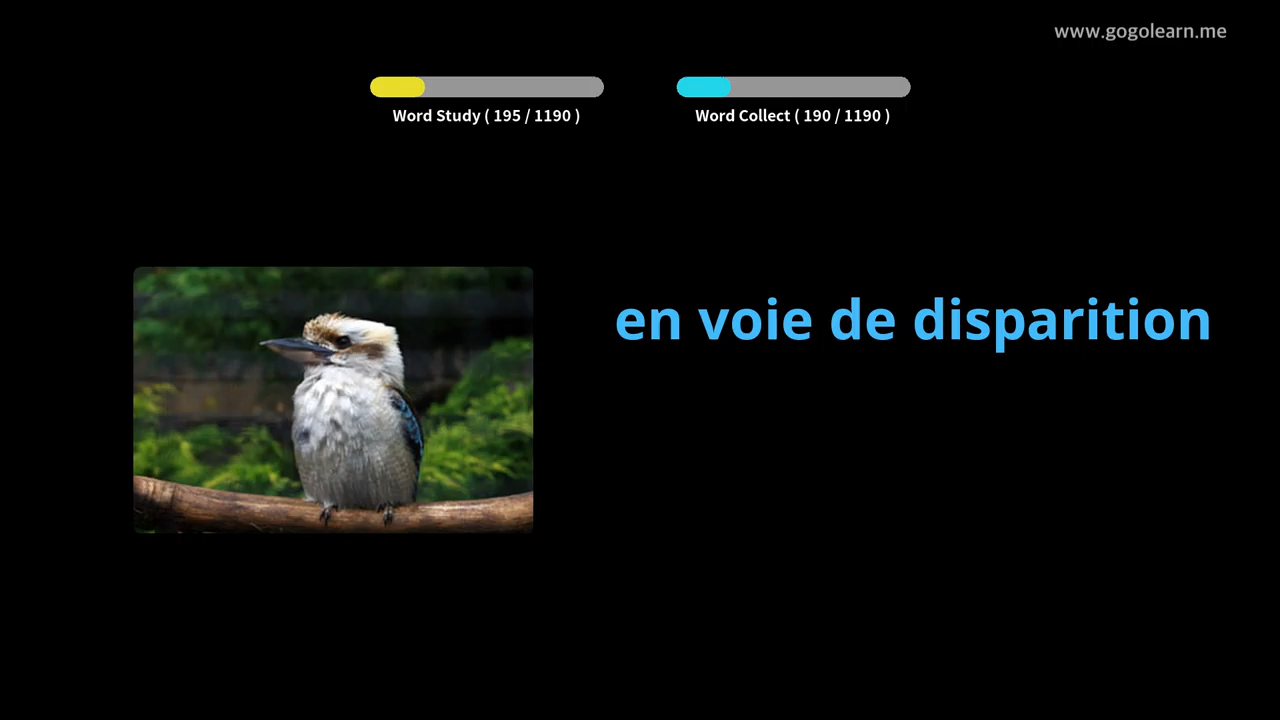 www.gogolearn.me
Word Study ( 195 / 1190 )
Word Collect ( 190 / 1190 )
en voie de disparition